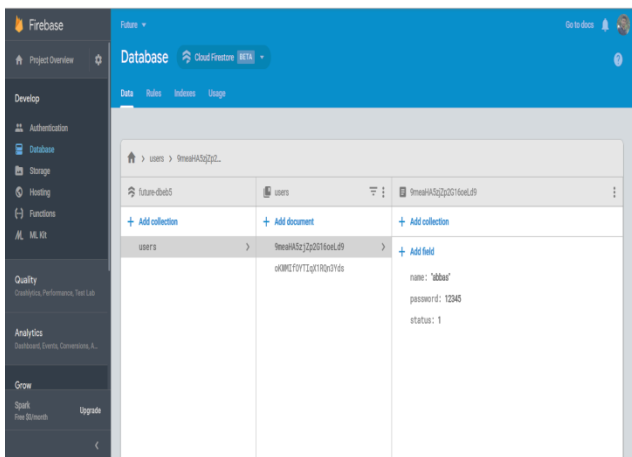 Firebase
Project Overview
Develop
Authentication
Database
Storage
Hosting
Functions
ML Kit
Quality
Crashlytics, Performance, Test Lab
Analytics
Dashboard, Events, Conversions, A...
Grow
Spark
Free $0/month
Upgrade
Future
Go to docs
Database
Cloud Firestore BETA
Data Rules Indexes Usage
users
future-dbeb5
+ Add collection
users
users
+ Add document
+ Add collection
+ Add field
name: "abbas"
password: 12345
status: 1